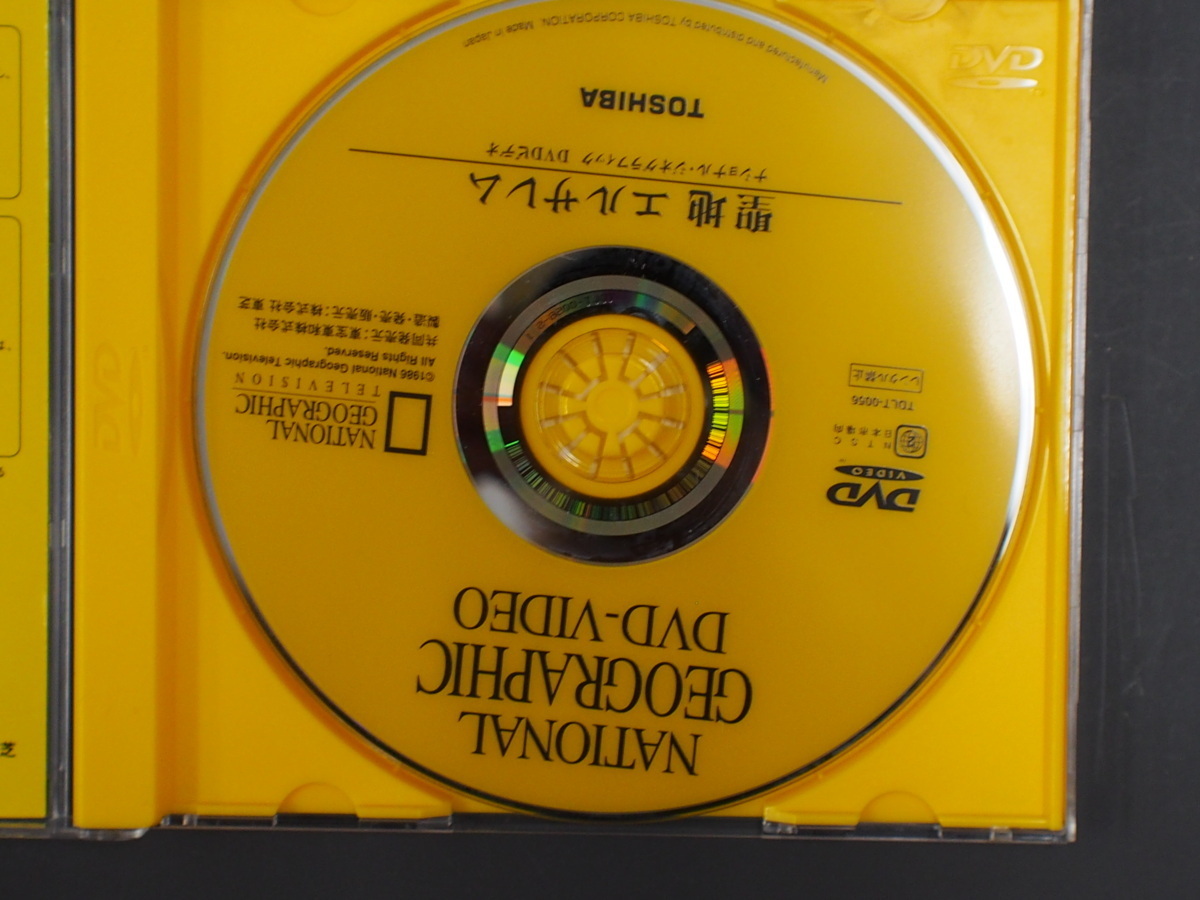 NATIONAL
GEOGRAPHIC
DVD-VIDEO
DVD
VIDEO
2
NTSC
日本市場向
TDLT-0056
レンタル禁止
NATIONAL
GEOGRAPHIC
TELEVISION
©1986 National Geographic Television.
All Rights Reserved.
共同発売元:東宝東和株式会社
製造・発売・販売元:株式会社 東芝
聖地 エルサレム
ナショナル・ジオグラフィック DVDビデオ
TOSHIBA
Manufactured and distributed by TOSHIBA CORPORATION. Made in Japan
DVD